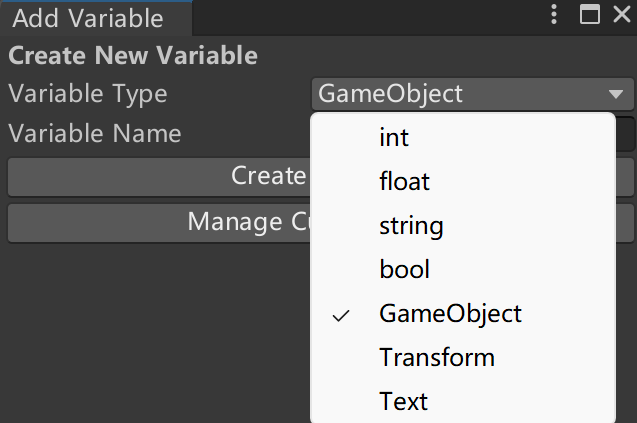 Add Variable
Create New Variable
Variable Type
GameObject
Variable Name
int
float
Create
string
Manage
bool
GameObject
Transform
Text